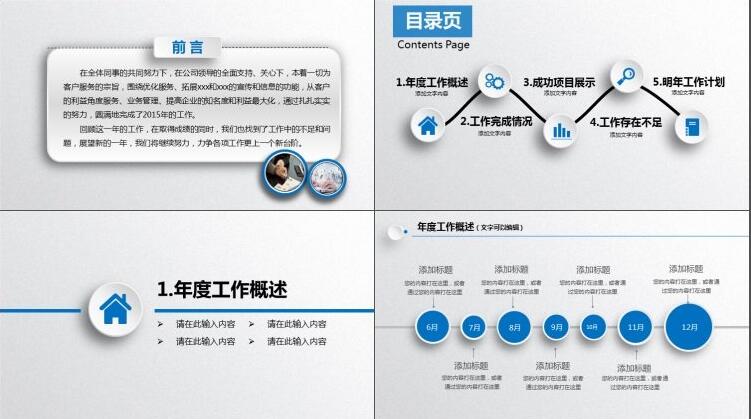 前言
在全体同事的共同努力下，在公司领导的全面支持、关心下，本着一切为
客户服务的宗旨，围绕优化服务、拓展xxx和xxx的宣传和信息的功能，从客户
的利益角度服务、业务管理、提高企业的知名度和利益最大化，通过扎扎实实
的努力，圆满地完成了2015年的工作。
回顾这一年的工作，在取得成绩的同时，我们也找到了工作中的不足和问
题，展望新的一年，我们将继续努力，力争各项工作更上一个新台阶。
目录页
Contents Page
1.年度工作概述
添加文字内容
2.工作完成情况
添加文字内容
3.成功项目展示
添加文字内容
4.工作存在不足
添加文字内容
5.明年工作计划
添加文字内容
1.年度工作概述
➢ 请在此输入内容 ➢ 请在此输入内容
➢ 请在此输入内容 ➢ 请在此输入内容
年度工作概述（文字可以编辑）
添加标题 添加标题 添加标题 添加标题
您的内容打在这里，或者
通过您的内容打在这里
您的内容打在这里，或者
通过您的内容打在这里
您的内容打在这里，或者通
过您的内容打在这里
您的内容打在这里，或者通
过您的内容打在这里
6月 7月 8月 9月 10月 11月 12月
添加标题 添加标题 添加标题
您的内容打在这里，或者
通过您的内容打在这里
您的内容打在这里，或者
通过您的内容打在这里
您的内容打在这里，或者
通过您的内容打在这里